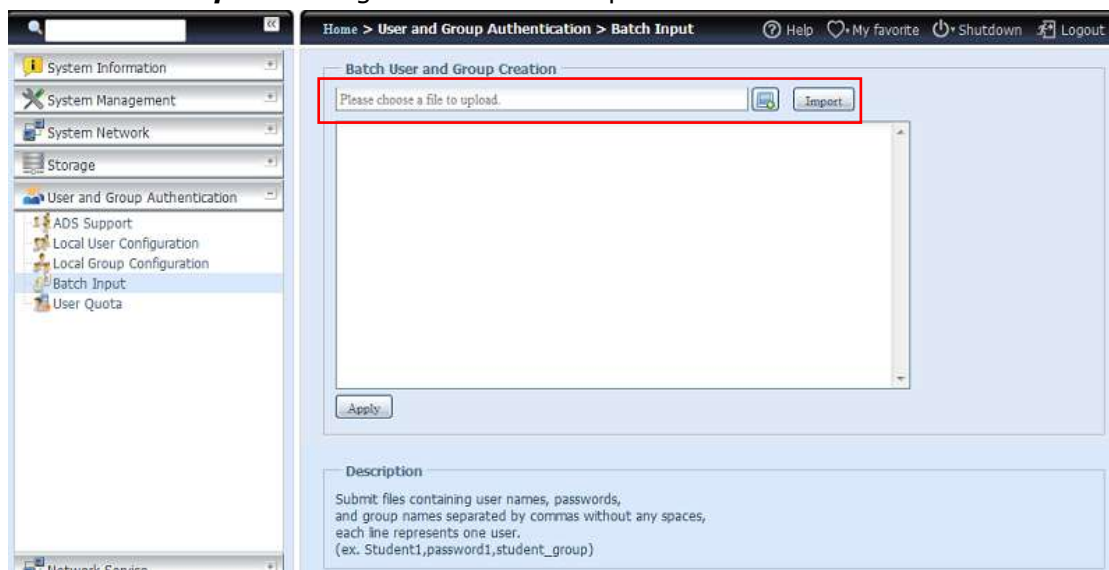 Home > User and Group Authentication > Batch Input
Help My favorite Shutdown Logout
System Information
System Management
System Network
Storage
User and Group Authentication
ADS Support
Local User Configuration
Local Group Configuration
Batch Input
User Quota
Batch User and Group Creation
Please choose a file to upload.
Import
Apply
Description
Submit files containing user names, passwords,
and group names separated by commas without any spaces,
each line represents one user.
(ex. Student1,password1,student_group)